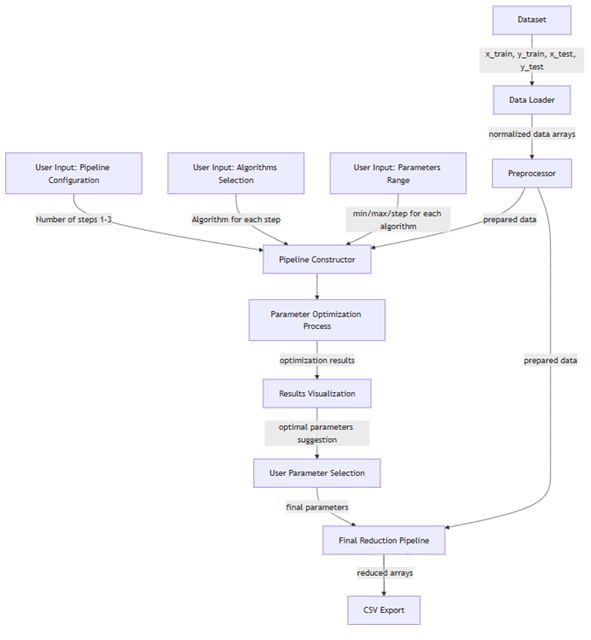 Dataset
x_train, y_train, x_test,
y_test
Data Loader
normalized data arrays
User Input: Pipeline
Configuration
User Input: Algorithms
Selection
User Input: Parameters
Range
Preprocessor
Number of steps 1-3
Algorithm for each step
min/max/step for each
algorithm
prepared data
Pipeline Constructor
Parameter Optimization
Process
optimization results
prepared data
Results Visualization
optimal parameters
suggestion
User Parameter Selection
final parameters
Final Reduction Pipeline
reduced arrays
CSV Export